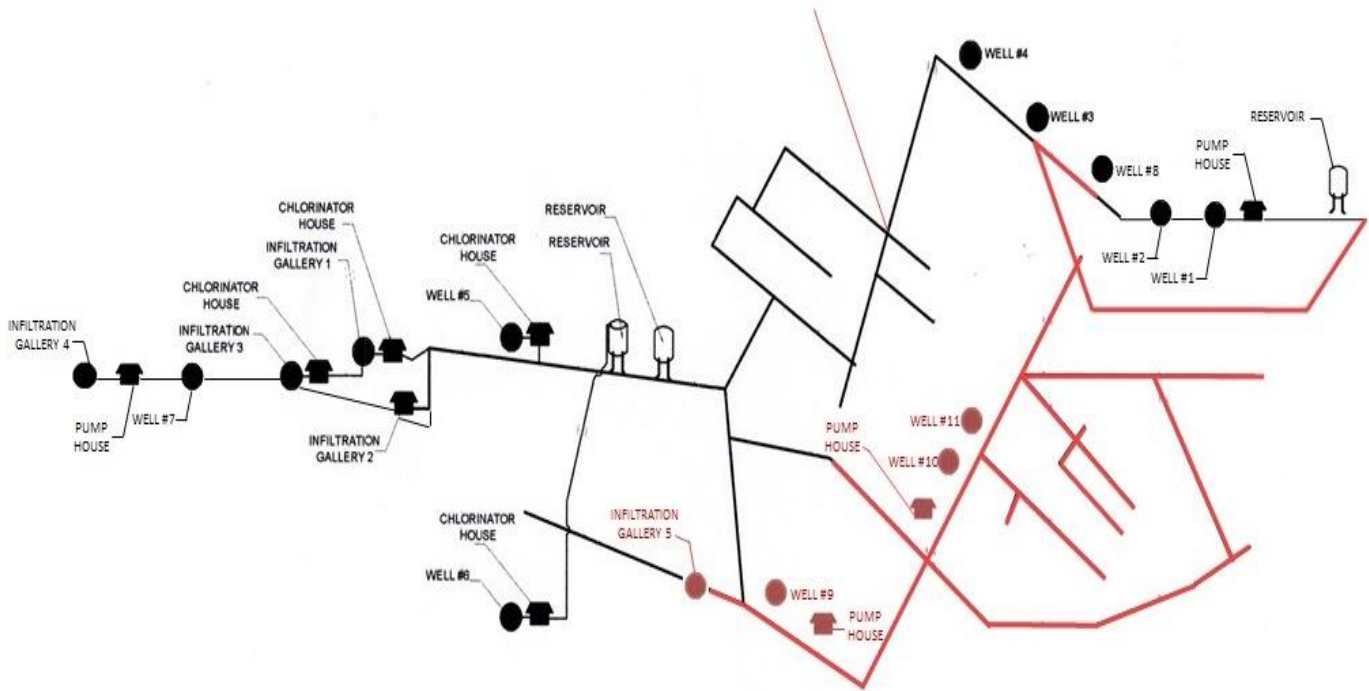 WELL #4
WELL #3
RESERVOIR
PUMP
HOUSE
WELL #8
CHLORINATOR
HOUSE
RESERVOIR
INFILTRATION
GALLERY 1
CHLORINATOR
HOUSE
RESERVOIR
WELL #2
WELL #1
CHLORINATOR
HOUSE
WELL #5
INFILTRATION
GALLERY 4
INFILTRATION
GALLERY 3
PUMP
HOUSE
WELL #7
INFILTRATION
GALLERY 2
WELL #11
PUMP
HOUSE
WELL #10
CHLORINATOR
HOUSE
INFILTRATION
GALLERY 5
WELL #6
WELL #9
PUMP
HOUSE